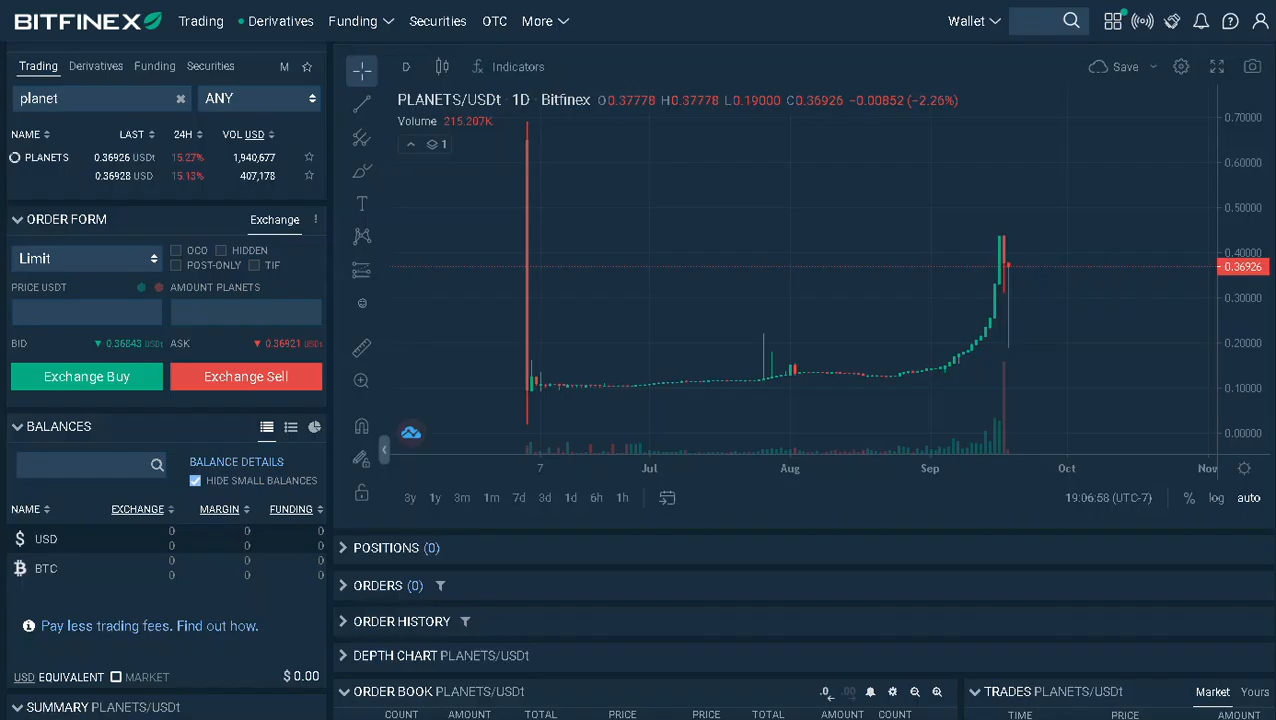 BITFINEX Trading Derivatives Funding Securities OTC More Wallet
Trading Derivatives Funding Securities M
planet ANY
NAME LAST 24H VOL USD
PLANETS 0.36926 USDt 15.27% 1,940,677
0.36928 USD 15.13% 407,178
ORDER FORM Exchange
Limit OCO HIDDEN
POST-ONLY TIF
PRICE USDT AMOUNT PLANETS
BID 0.36843 USDt ASK 0.36921 USDt
Exchange Buy Exchange Sell
BALANCES
BALANCE DETAILS
HIDE SMALL BALANCES
NAME EXCHANGE MARGIN FUNDING
$ USD 0 0 0
0 0 0
BTC 0 0 0
0 0 0
Pay less trading fees. Find out how.
USD EQUIVALENT MARKET $ 0.00
SUMMARY PLANETS/USDT
D Indicators Save
PLANETS/USDt · 1D · Bitfinex O0.37778 H0.37778 L0.19000 C0.36926 −0.00852 (−2.26%)
Volume 215.207K
1
0.70000
0.60000
0.50000
0.40000
0.36926
0.30000
0.20000
0.10000
0.00000
7 Jul Aug Sep Oct Nov
3y 1y 3m 1m 7d 3d 1d 6h 1h 19:06:58 (UTC-7) % log auto
POSITIONS (0)
ORDERS (0)
ORDER HISTORY
DEPTH CHART PLANETS/USDt
ORDER BOOK PLANETS/USDT .0 .00
COUNT AMOUNT TOTAL PRICE PRICE TOTAL AMOUNT COUNT
TRADES PLANETS/USDT Market Yours
TIME PRICE AMOUNT